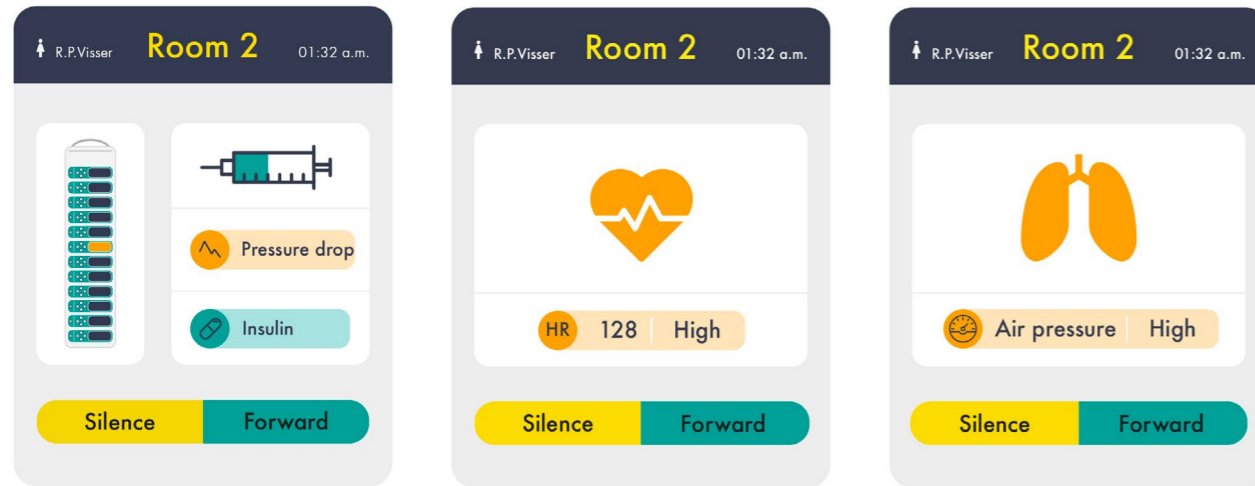 R.P.Visser Room 2 01:32 a.m.
Pressure drop
Insulin
Silence Forward
R.P.Visser Room 2 01:32 a.m.
HR 128 High
Silence Forward
R.P.Visser Room 2 01:32 a.m.
Air pressure High
Silence Forward